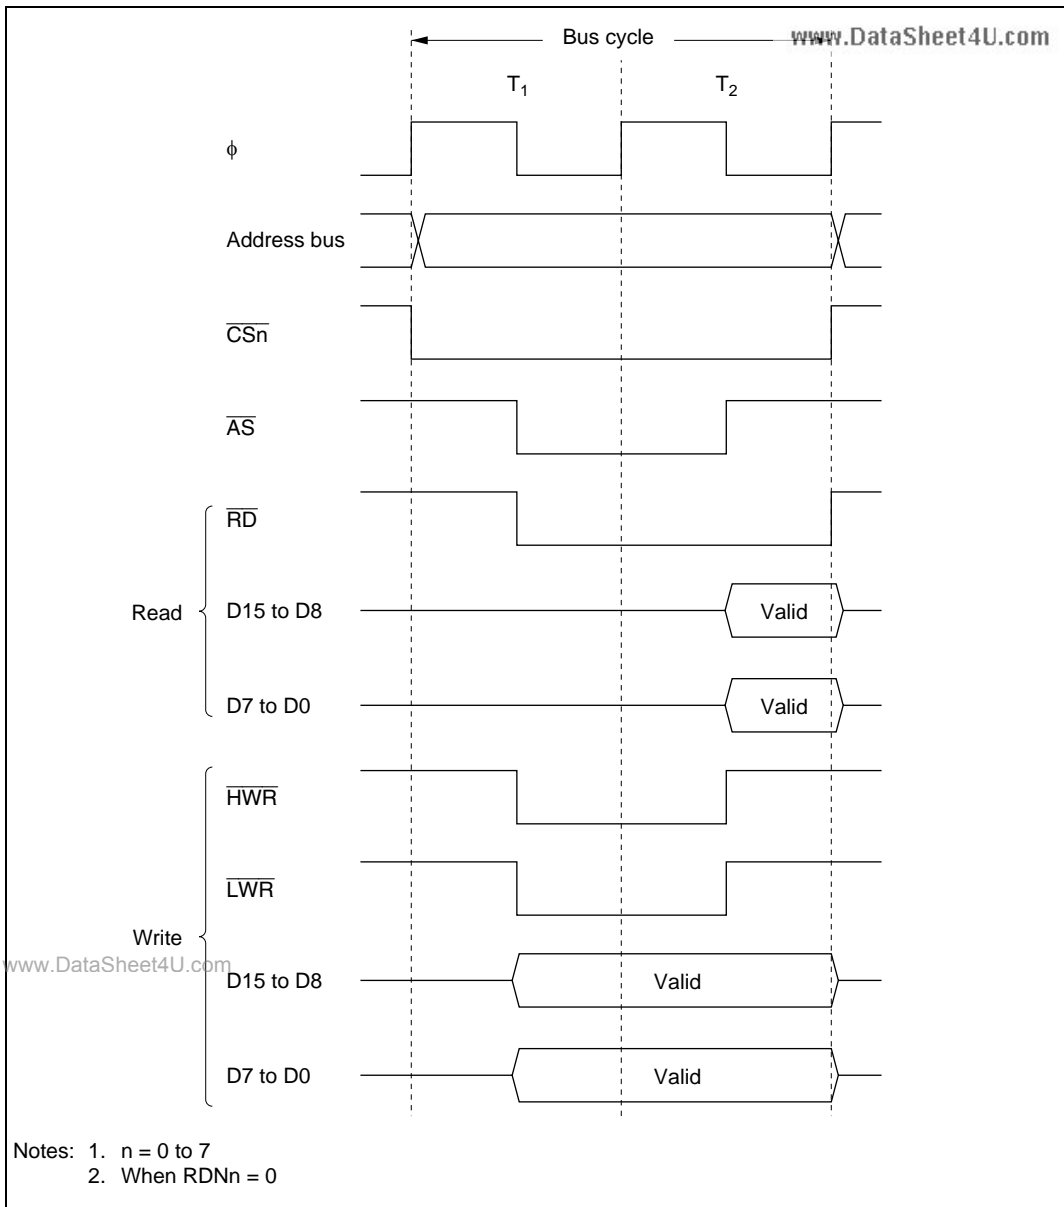 Bus cycle
www.DataSheet4U.com
T1 T2
ϕ
Address bus
CSn
AS
RD
Read
D15 to D8 Valid
D7 to D0 Valid
HWR
LWR
Write
www.DataSheet4U.com
D15 to D8 Valid
D7 to D0 Valid
Notes: 1. n = 0 to 7
2. When RDNn = 0